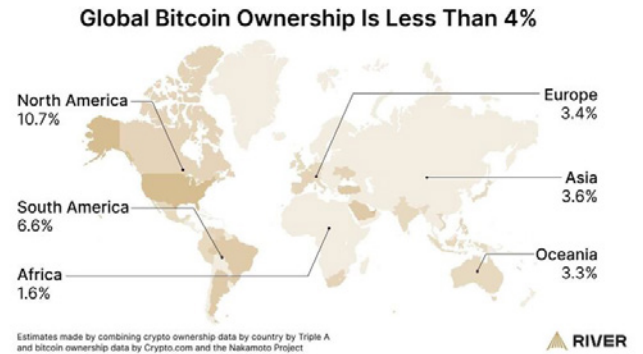 Global Bitcoin Ownership Is Less Than 4%
North America
10.7%
Europe
3.4%
Asia
3.6%
South America
6.6%
Oceania
3.3%
Africa
1.6%
Estimates made by combining crypto ownership data by country by Triple A
and bitcoin ownership data by Crypto.com and the Nakamoto Project
RIVER